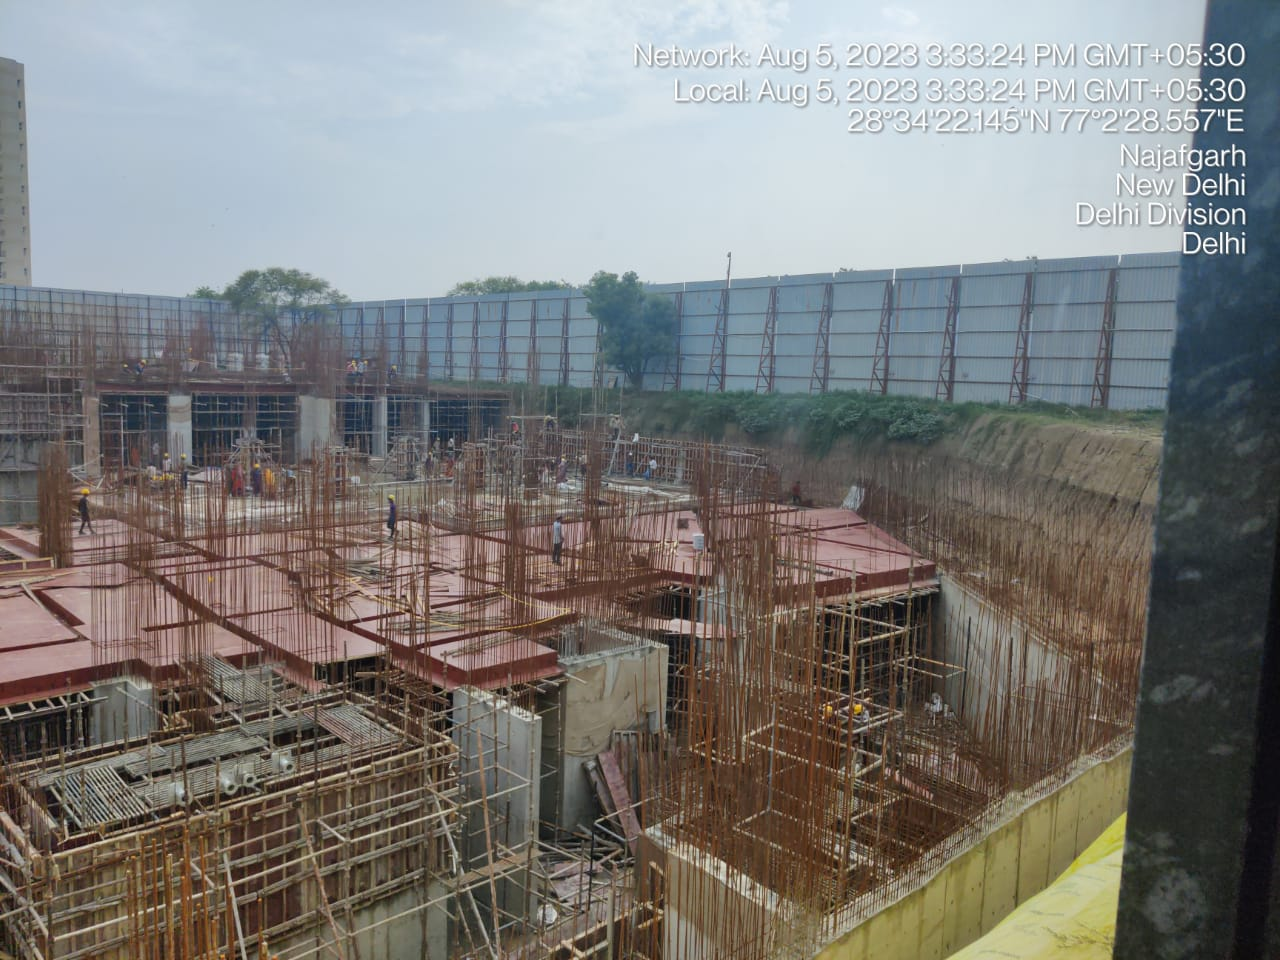 Network: Aug 5, 2023 3:33:24 PM GMT+05:30
Local: Aug 5, 2023 3:33:24 PM GMT+05:30
28°34'22.145"N 77°2'28.557"E
Najafgarh
New Delhi
Delhi Division
Delhi